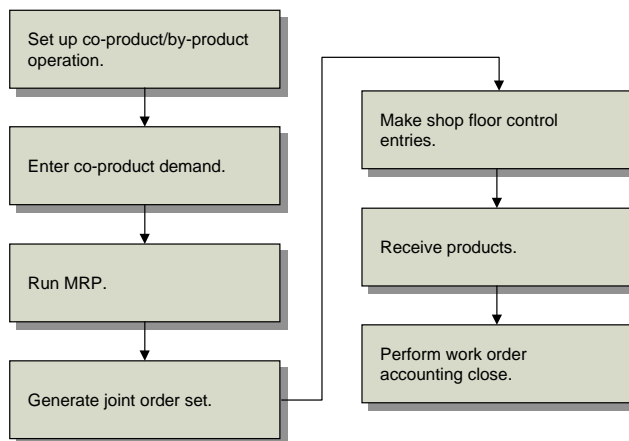 Set up co-product/by-product
operation.
Enter co-product demand.
Run MRP.
Generate joint order set.
Make shop floor control
entries.
Receive products.
Perform work order
accounting close.